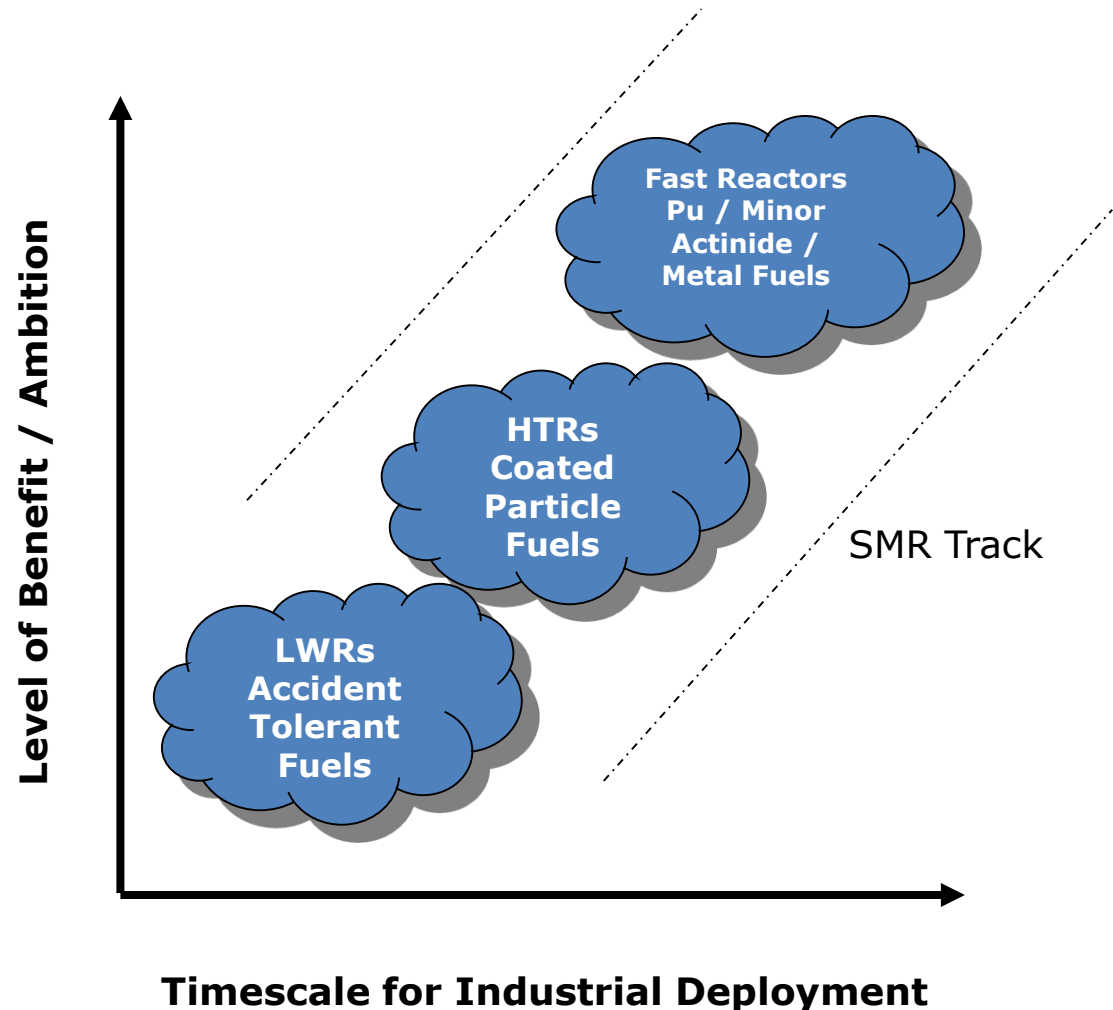 Level of Benefit / Ambition
Fast Reactors
Pu / Minor
Actinide /
Metal Fuels
HTRs
Coated
Particle
Fuels
SMR Track
LWRs
Accident
Tolerant
Fuels
Timescale for Industrial Deployment